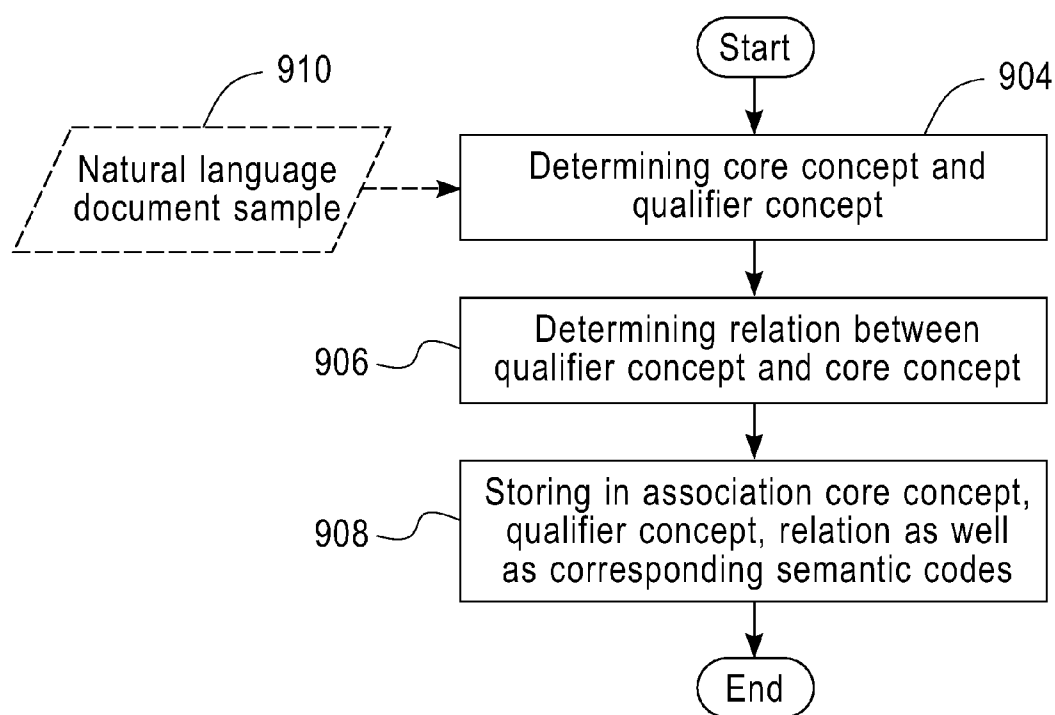 Start
910
904
Natural language
document sample
Determining core concept and
qualifier concept
Determining relation between
qualifier concept and core concept
906
Storing in association core concept,
qualifier concept, relation as well
as corresponding semantic codes
908
End